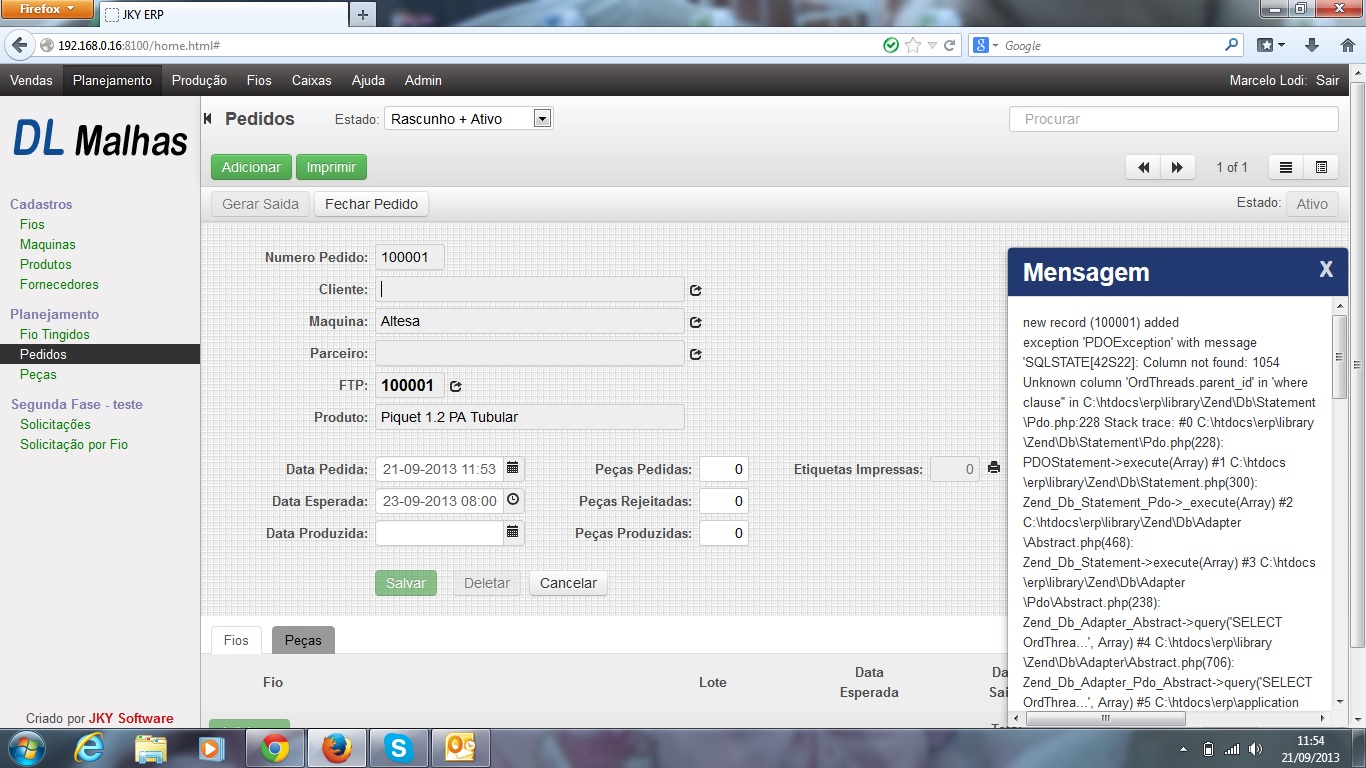 Firefox
JKY ERP
192.168.0.16:8100/home.html#
Google
Vendas Planejamento Produção Fios Caixas Ajuda Admin
Marcelo Lodi: Sair
DL Malhas
Cadastros
Fios
Maquinas
Produtos
Fornecedores
Planejamento
Fio Tingidos
Pedidos
Peças
Segunda Fase - teste
Solicitações
Solicitação por Fio
Criado por JKY Software
Pedidos
Estado: Rascunho + Ativo
Procurar
Adicionar Imprimir
1 of 1
Gerar Saida Fechar Pedido
Estado: Ativo
Numero Pedido: 100001
Cliente:
Maquina: Altesa
Parceiro:
FTP: 100001
Produto: Piquet 1.2 PA Tubular
Data Pedida: 21-09-2013 11:53 Peças Pedidas: 0 Etiquetas Impressas: 0
Data Esperada: 23-09-2013 08:00 Peças Rejeitadas: 0
Data Produzida: Peças Produzidas: 0
Salvar Deletar Cancelar
Fios Peças
Fio Lote Data Esperada
Mensagem X
new record (100001) added
exception 'PDOException' with message
'SQLSTATE[42S22]: Column not found: 1054
Unknown column 'OrdThreads.parent_id' in 'where
clause'' in C:\htdocs\erp\library\Zend\Db\Statement
\Pdo.php:228 Stack trace: #0 C:\htdocs\erp\library
\Zend\Db\Statement\Pdo.php(228):
PDOStatement->execute(Array) #1 C:\htdocs
\erp\library\Zend\Db\Statement.php(300):
Zend_Db_Statement_Pdo->_execute(Array) #2
C:\htdocs\erp\library\Zend\Db\Adapter
\Abstract.php(468):
Zend_Db_Statement->execute(Array) #3 C:\htdocs
\erp\library\Zend\Db\Adapter
\Pdo\Abstract.php(238):
Zend_Db_Adapter_Abstract->query('SELECT
OrdThrea...', Array) #4 C:\htdocs\erp\library
\Zend\Db\Adapter\Abstract.php(706):
Zend_Db_Adapter_Pdo_Abstract->query('SELECT
OrdThrea...', Array) #5 C:\htdocs\erp\application
11:54
21/09/2013